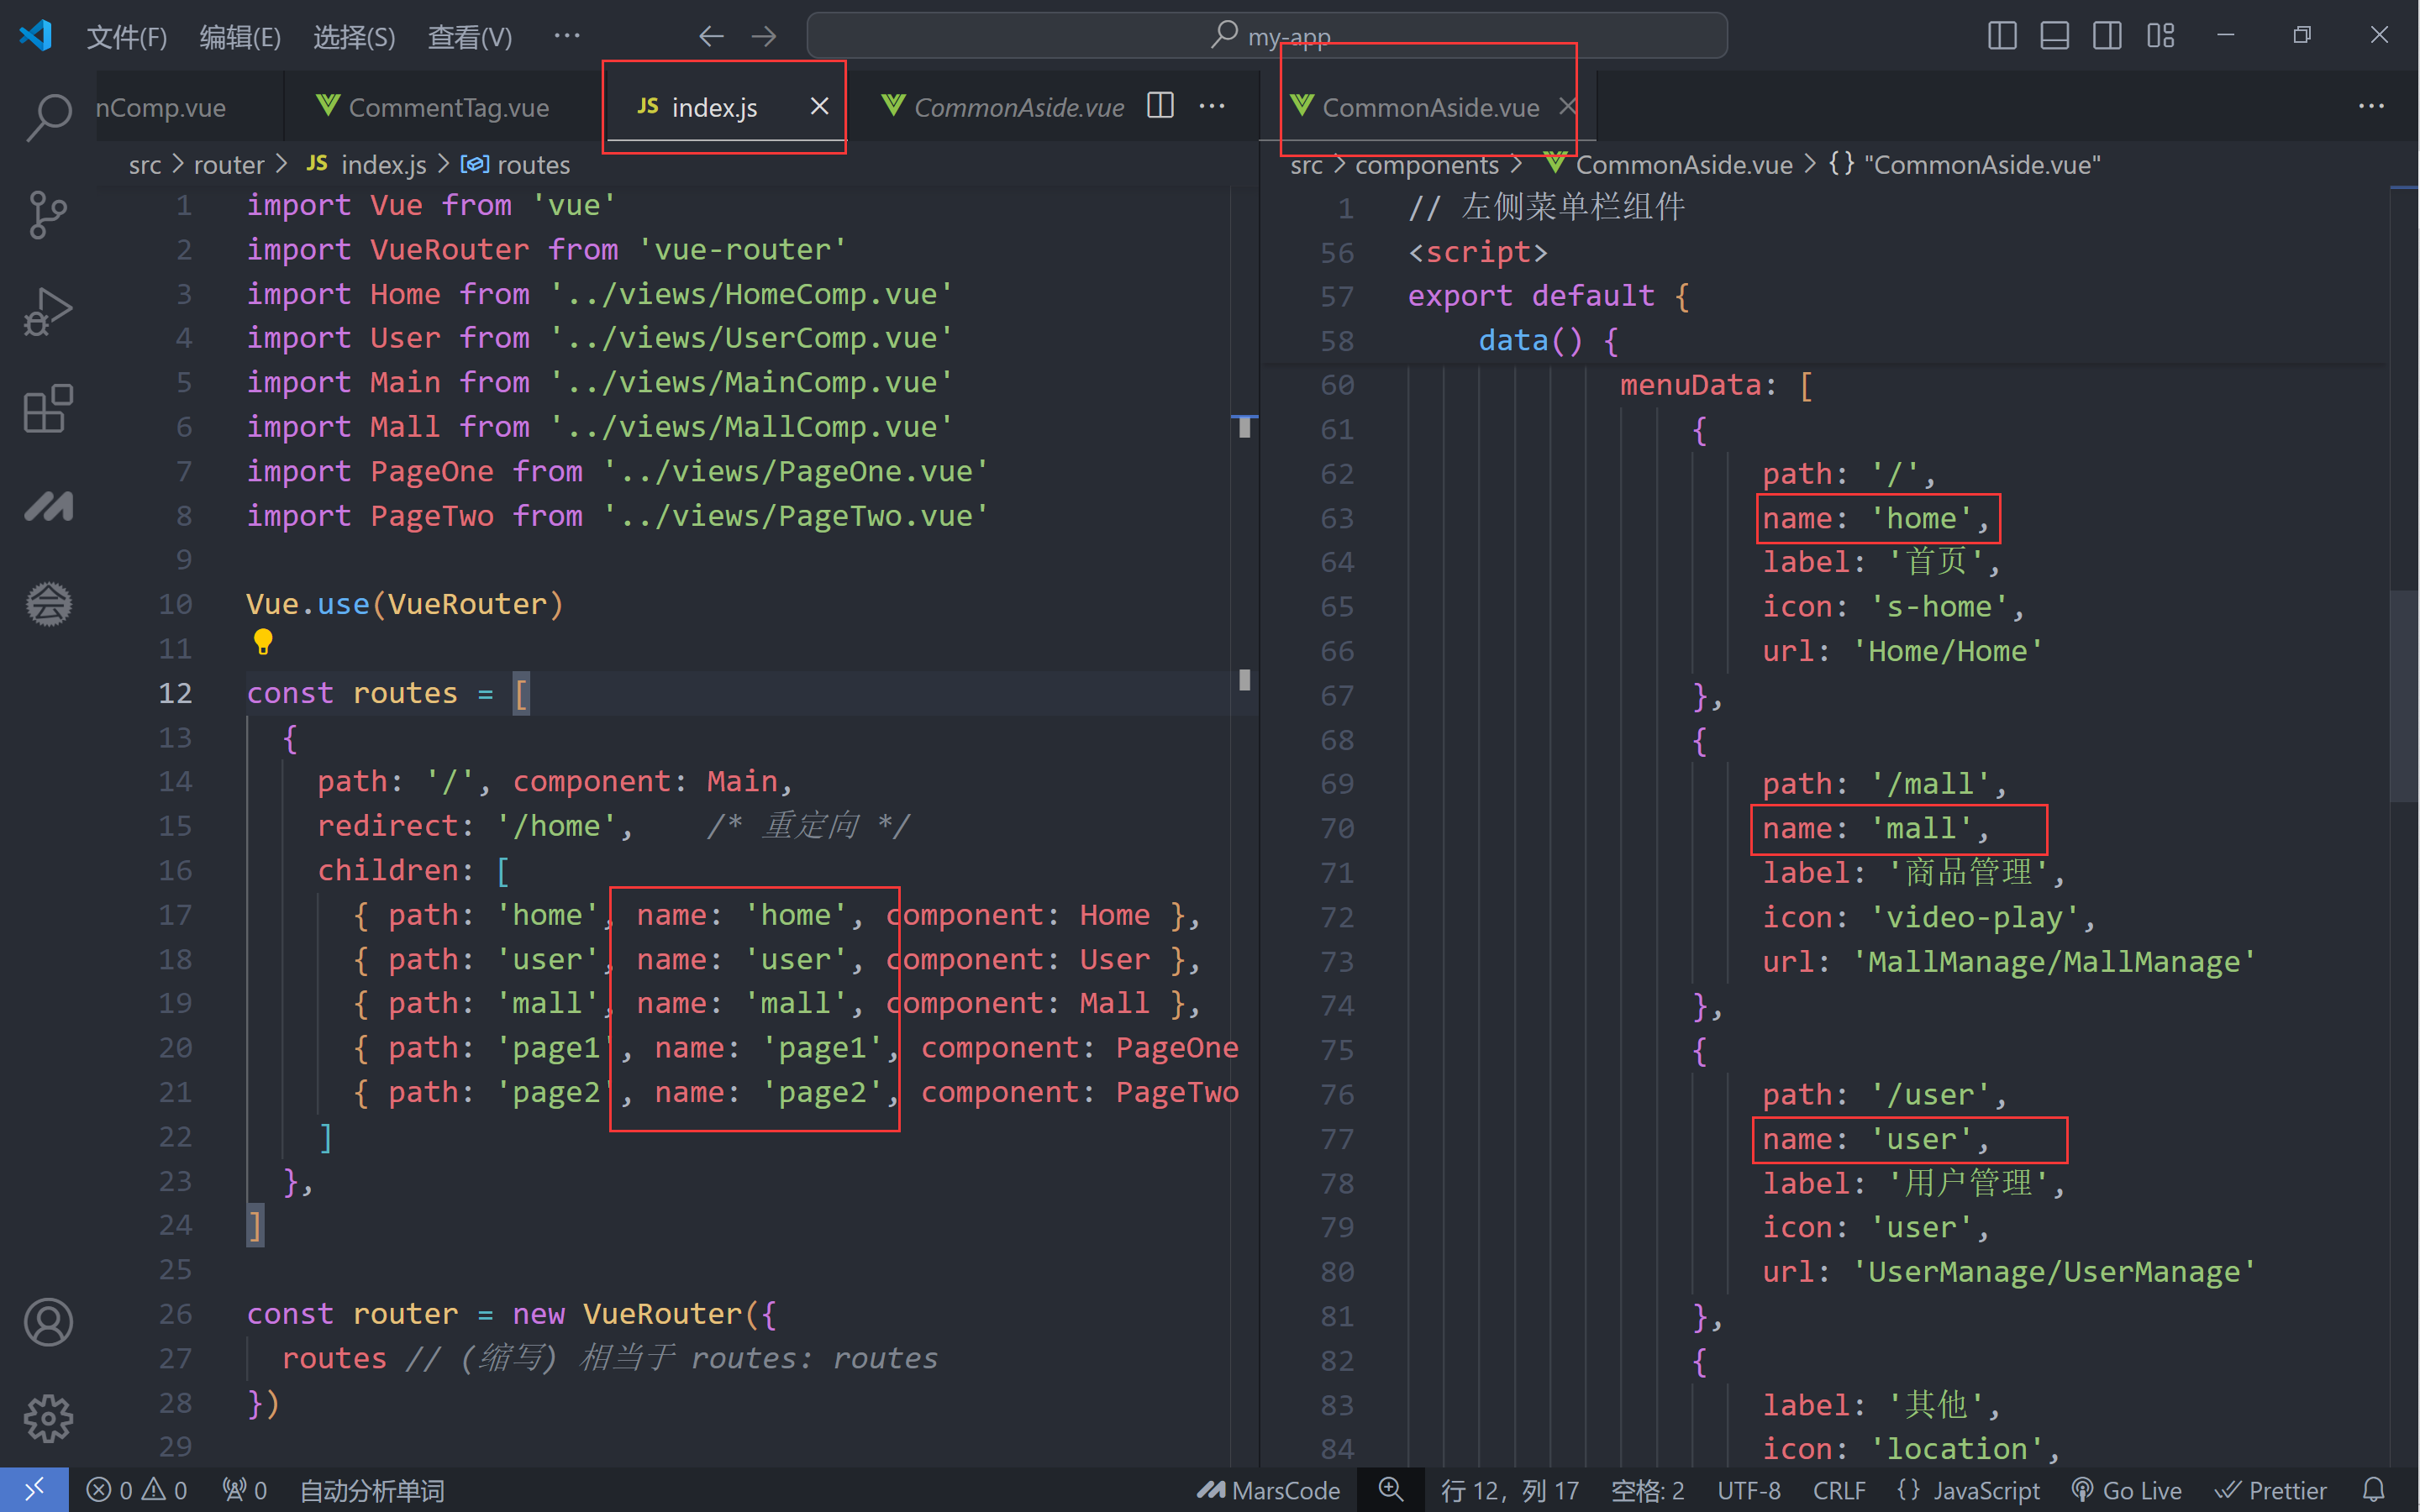 文件(F) 编辑(E) 选择(S) 查看(V) ··· my-app
nComp.vue CommentTag.vue JS index.js CommonAside.vue ···
src > router > JS index.js > routes
1 import Vue from 'vue'
2 import VueRouter from 'vue-router'
3 import Home from '../views/HomeComp.vue'
4 import User from '../views/UserComp.vue'
5 import Main from '../views/MainComp.vue'
6 import Mall from '../views/MallComp.vue'
7 import PageOne from '../views/PageOne.vue'
8 import PageTwo from '../views/PageTwo.vue'
9
10 Vue.use(VueRouter)
11
12 const routes = [
13 {
14 path: '/', component: Main,
15 redirect: '/home', /* 重定向 */
16 children: [
17 { path: 'home', name: 'home', component: Home },
18 { path: 'user', name: 'user', component: User },
19 { path: 'mall', name: 'mall', component: Mall },
20 { path: 'page1', name: 'page1', component: PageOne
21 { path: 'page2', name: 'page2', component: PageTwo
22 ]
23 },
24 ]
25
26 const router = new VueRouter({
27 routes // (缩写) 相当于 routes: routes
28 })
29
CommonAside.vue ···
src > components > CommonAside.vue > {} "CommonAside.vue"
1 // 左侧菜单栏组件
56 <script>
57 export default {
58 data() {
60 menuData: [
61 {
62 path: '/',
63 name: 'home',
64 label: '首页',
65 icon: 's-home',
66 url: 'Home/Home'
67 },
68 {
69 path: '/mall',
70 name: 'mall',
71 label: '商品管理',
72 icon: 'video-play',
73 url: 'MallManage/MallManage'
74 },
75 {
76 path: '/user',
77 name: 'user',
78 label: '用户管理',
79 icon: 'user',
80 url: 'UserManage/UserManage'
81 },
82 {
83 label: '其他',
84 icon: 'location',
会
0 0 0 自动分析单词 MarsCode 行 12，列 17 空格: 2 UTF-8 CRLF {} JavaScript Go Live Prettier